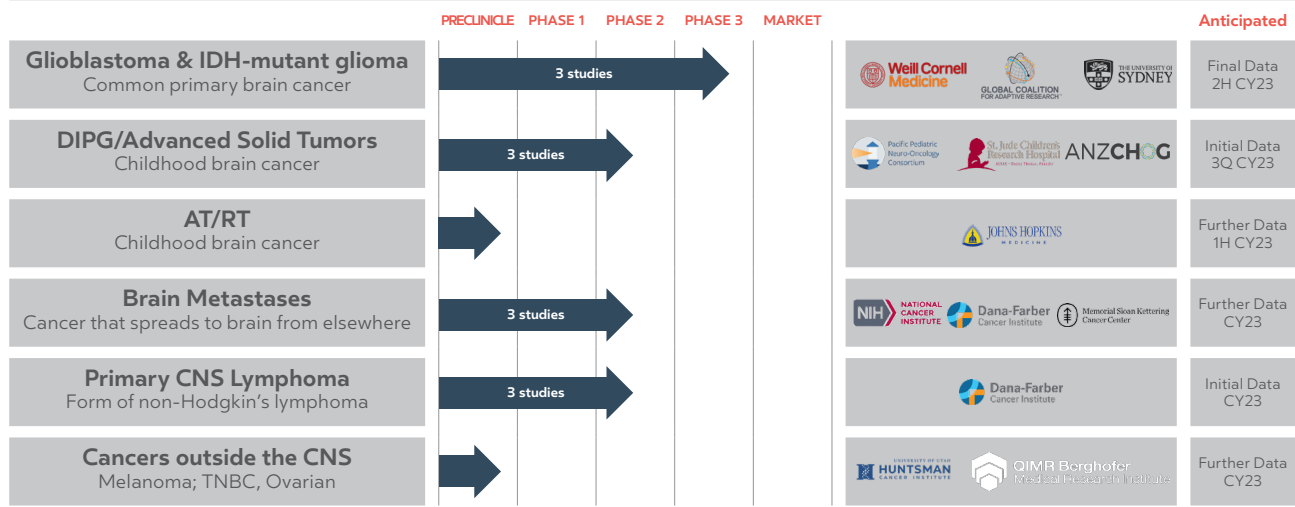 PRECLINICLE PHASE 1 PHASE 2 PHASE 3 MARKET Anticipated
Glioblastoma & IDH-mutant glioma
Common primary brain cancer
3 studies
Weill Cornell
Medicine
GLOBAL COALITION
FOR ADAPTIVE RESEARCH
THE UNIVERSITY OF
SYDNEY
Final Data
2H CY23
DIPG/Advanced Solid Tumors
Childhood brain cancer
3 studies
Pacific Pediatric
Neuro-Oncology
Consortium
St. Jude Children's
Research Hospital
ANZCHOG
Initial Data
3Q CY23
AT/RT
Childhood brain cancer
JOHNS HOPKINS
MEDICINE
Further Data
1H CY23
Brain Metastases
Cancer that spreads to brain from elsewhere
3 studies
NIH
NATIONAL
CANCER
INSTITUTE
Dana-Farber
Cancer Institute
Memorial Sloan Kettering
Cancer Center
Further Data
CY23
Primary CNS Lymphoma
Form of non-Hodgkin's lymphoma
3 studies
Dana-Farber
Cancer Institute
Initial Data
CY23
Cancers outside the CNS
Melanoma; TNBC, Ovarian
UNIVERSITY OF UTAH
HUNTSMAN
CANCER INSTITUTE
QIMR Berghofer
Medical Research Institute
Further Data
CY23